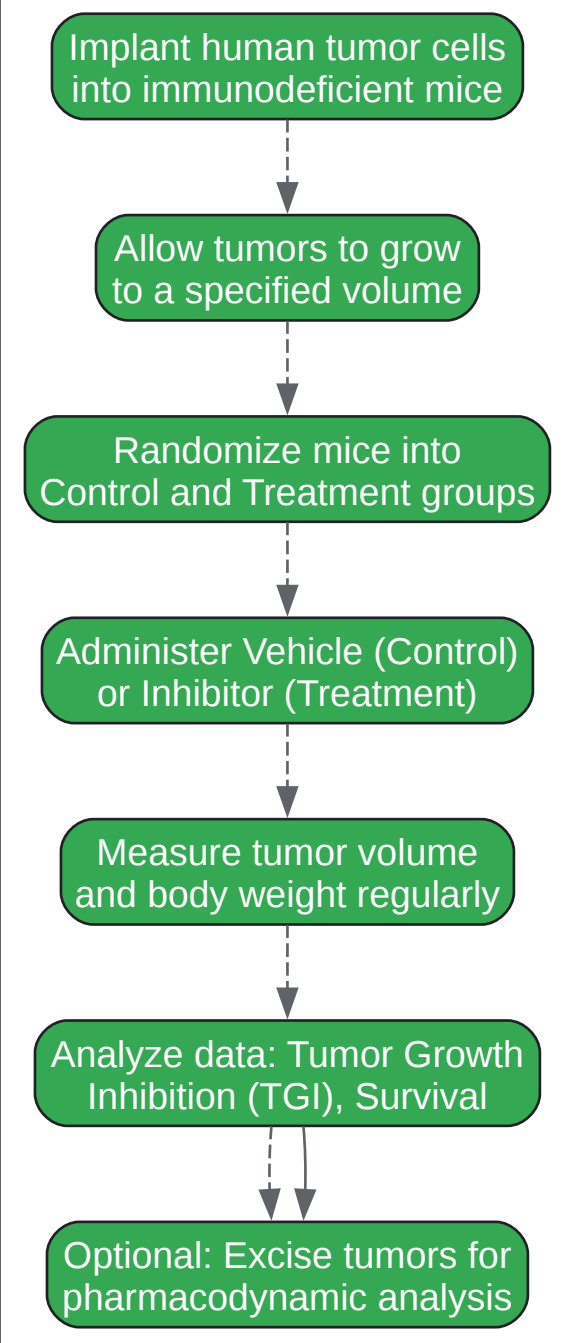 Implant human tumor cells
into immunodeficient mice
Allow tumors to grow
to a specified volume
Randomize mice into
Control and Treatment groups
Administer Vehicle (Control)
or Inhibitor (Treatment)
Measure tumor volume
and body weight regularly
Analyze data: Tumor Growth
Inhibition (TGI), Survival
Optional: Excise tumors for
pharmacodynamic analysis